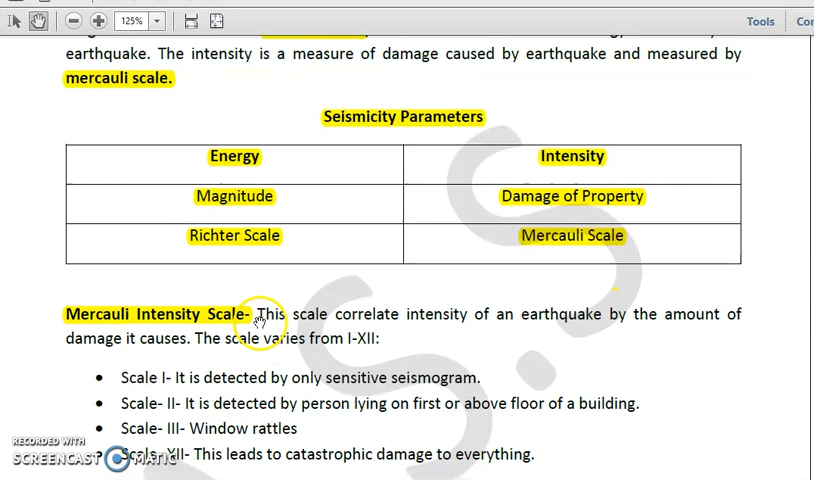 125%
Tools
earthquake. The intensity is a measure of damage caused by earthquake and measured by
mercauli scale.
Seismicity Parameters
Energy Intensity
Magnitude Damage of Property
Richter Scale Mercauli Scale
Mercauli Intensity Scale- This scale correlate intensity of an earthquake by the amount of
damage it causes. The scale varies from I-XII:
• Scale I- It is detected by only sensitive seismogram.
• Scale- II- It is detected by person lying on first or above floor of a building.
• Scale- III- Window rattles
• Scale- XII- This leads to catastrophic damage to everything.
RECORDED WITH
SCREENCAST MATIC
S.S